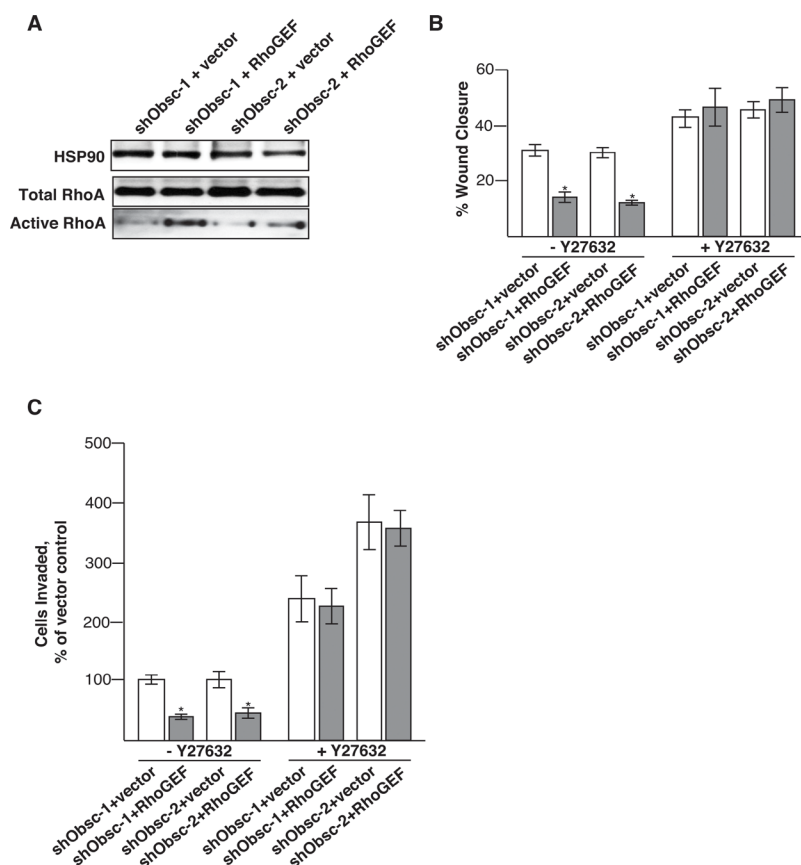 A
shObsc-1 + vector
shObsc-1 + RhoGEF
shObsc-2 + vector
shObsc-2 + RhoGEF
HSP90
Total RhoA
Active RhoA
B
% Wound Closure
60
40
20
*
*
- Y27632
+ Y27632
shObsc-1+vector
shObsc-1+RhoGEF
shObsc-2+vector
shObsc-2+RhoGEF
shObsc-1+vector
shObsc-1+RhoGEF
shObsc-2+vector
shObsc-2+RhoGEF
C
Cells Invaded,
% of vector control
500
400
300
200
100
*
*
- Y27632
+ Y27632
shObsc-1+vector
shObsc-1+RhoGEF
shObsc-2+vector
shObsc-2+RhoGEF
shObsc-1+vector
shObsc-1+RhoGEF
shObsc-2+vector
shObsc-2+RhoGEF